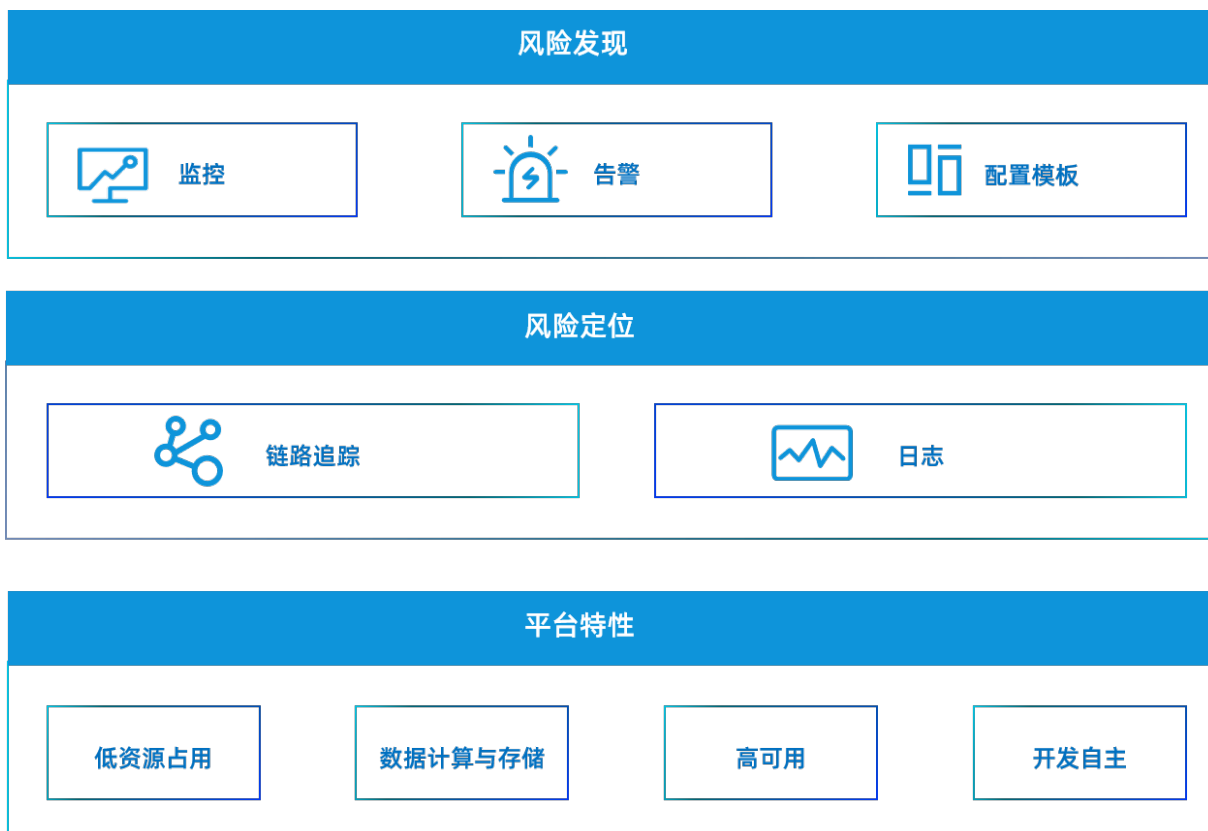 风险发现
监控
告警
配置模板
风险定位
链路追踪
日志
平台特性
低资源占用
数据计算与存储
高可用
开发自主